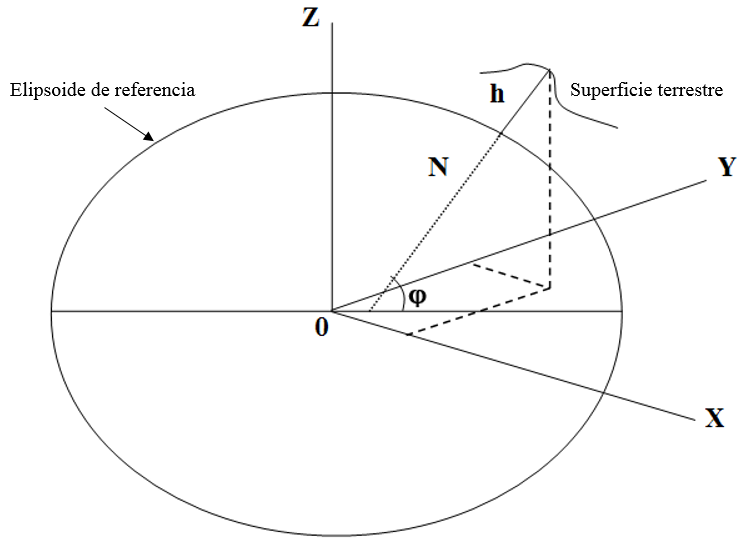 Z
Elipsoide de referencia
h
Superficie terrestre
N
Y
φ
0
X